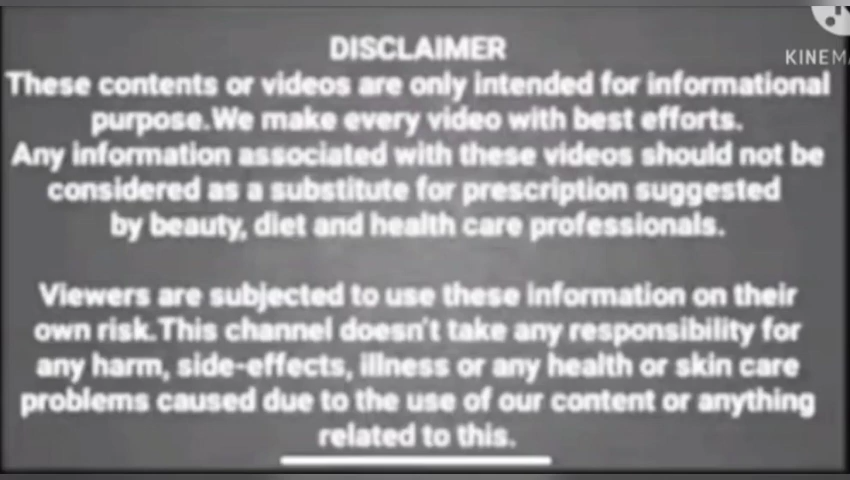 DISCLAIMER
These contents or videos are only intended for informational
purpose.We make every video with best efforts.
Any information associated with these videos should not be
considered as a substitute for prescription suggested
by beauty, diet and health care professionals.
Viewers are subjected to use these information on their
own risk.This channel doesn't take any responsibility for
any harm, side-effects, illness or any health or skin care
problems caused due to the use of our content or anything
related to this.
KINEMA